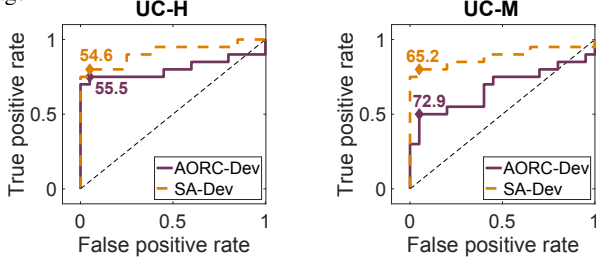 UC-H
True positive rate
1
0.5
0
54.6
55.5
AORC-Dev
SA-Dev
0
0.5
1
False positive rate
UC-M
True positive rate
1
0.5
0
65.2
72.9
AORC-Dev
SA-Dev
0
0.5
1
False positive rate